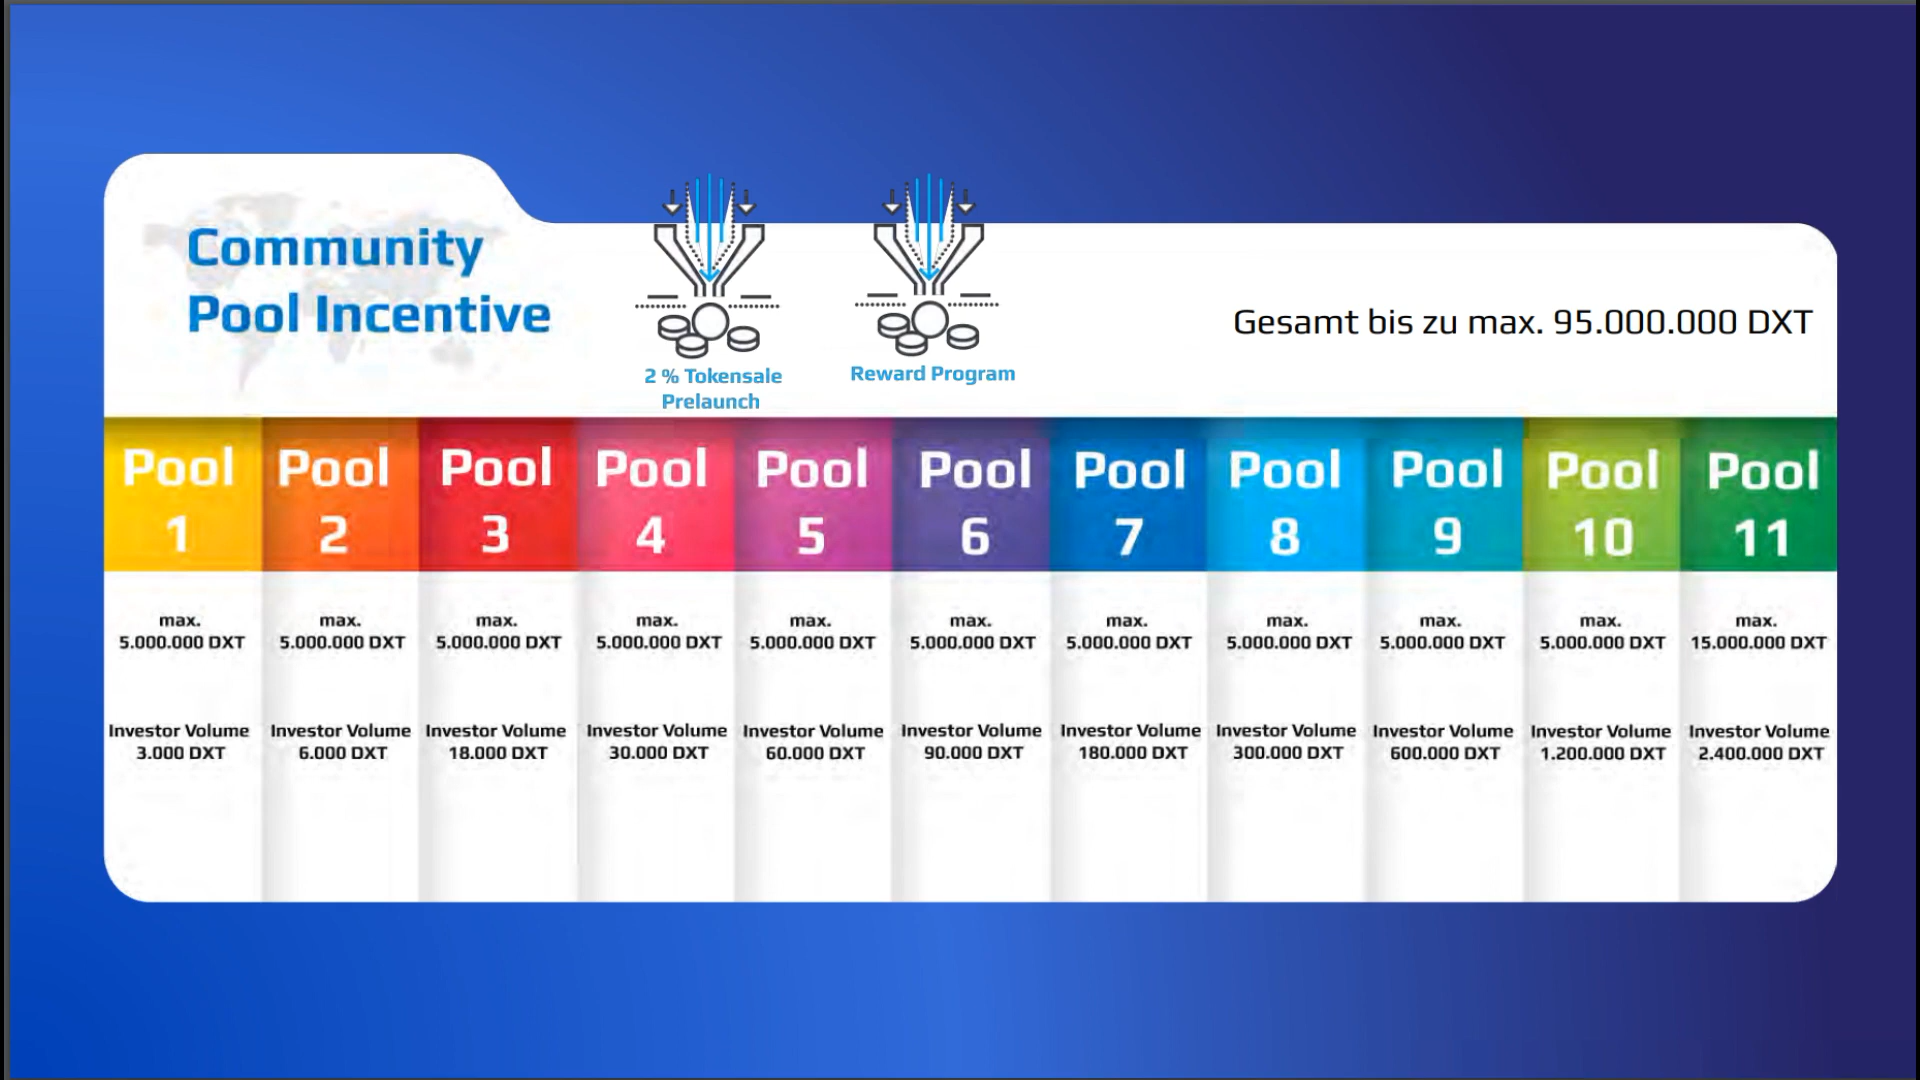 Community
Pool Incentive
2 % Tokensale
Prelaunch
Reward Program
Gesamt bis zu max. 95.000.000 DXT
Pool
1
max.
5.000.000 DXT
Investor Volume
3.000 DXT
Pool
2
max.
5.000.000 DXT
Investor Volume
6.000 DXT
Pool
3
max.
5.000.000 DXT
Investor Volume
18.000 DXT
Pool
4
max.
5.000.000 DXT
Investor Volume
30.000 DXT
Pool
5
max.
5.000.000 DXT
Investor Volume
60.000 DXT
Pool
6
max.
5.000.000 DXT
Investor Volume
90.000 DXT
Pool
7
max.
5.000.000 DXT
Investor Volume
180.000 DXT
Pool
8
max.
5.000.000 DXT
Investor Volume
300.000 DXT
Pool
9
max.
5.000.000 DXT
Investor Volume
600.000 DXT
Pool
10
max.
5.000.000 DXT
Investor Volume
1.200.000 DXT
Pool
11
max.
15.000.000 DXT
Investor Volume
2.400.000 DXT